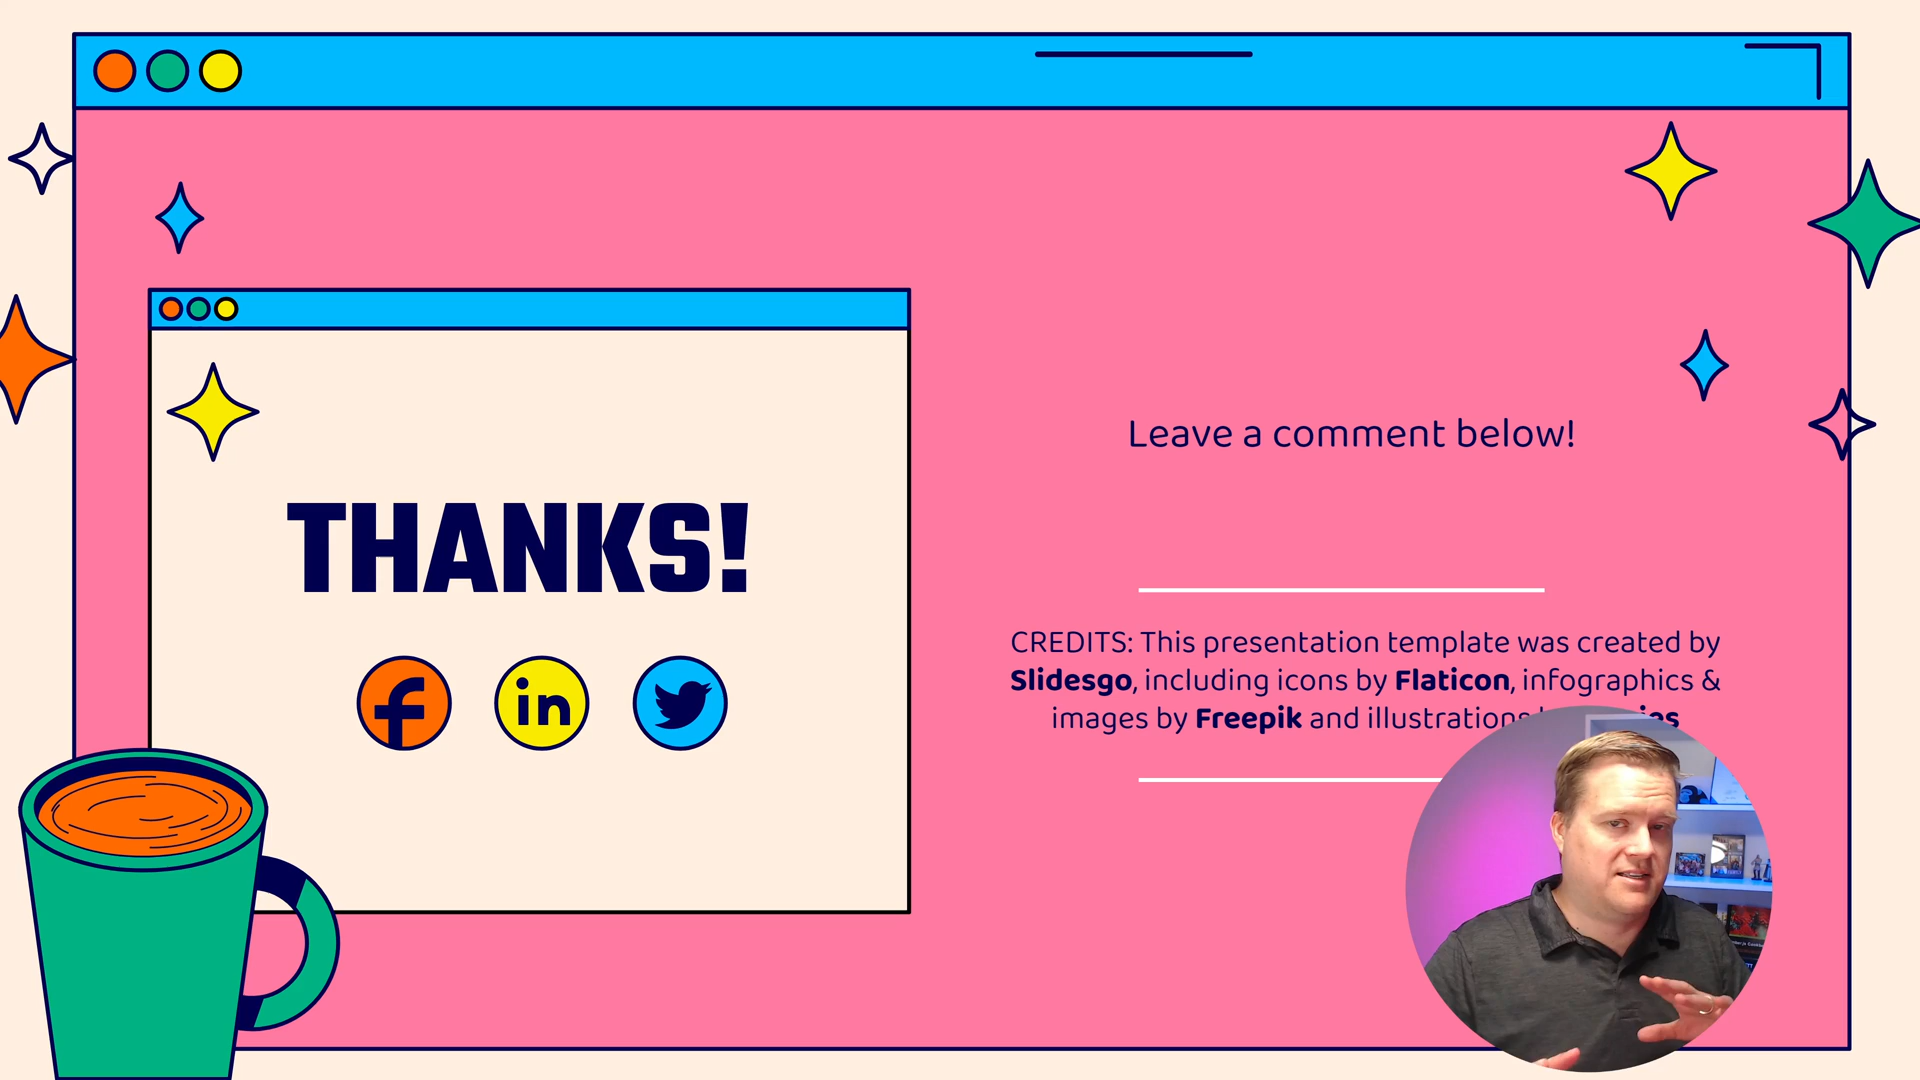 THANKS!
f
in
Leave a comment below!
CREDITS: This presentation template was created by
Slidesgo, including icons by Flaticon, infographics &
images by Freepik and illustrations